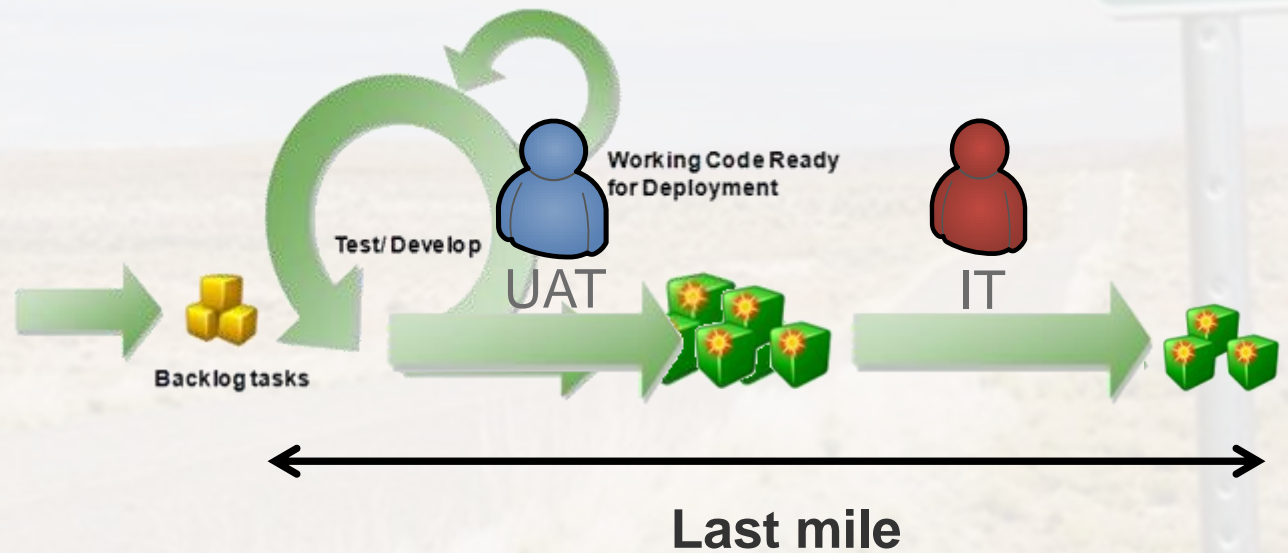 Working Code Ready
for Deployment
Test/ Develop
UAT
IT
Backlog tasks
Last mile